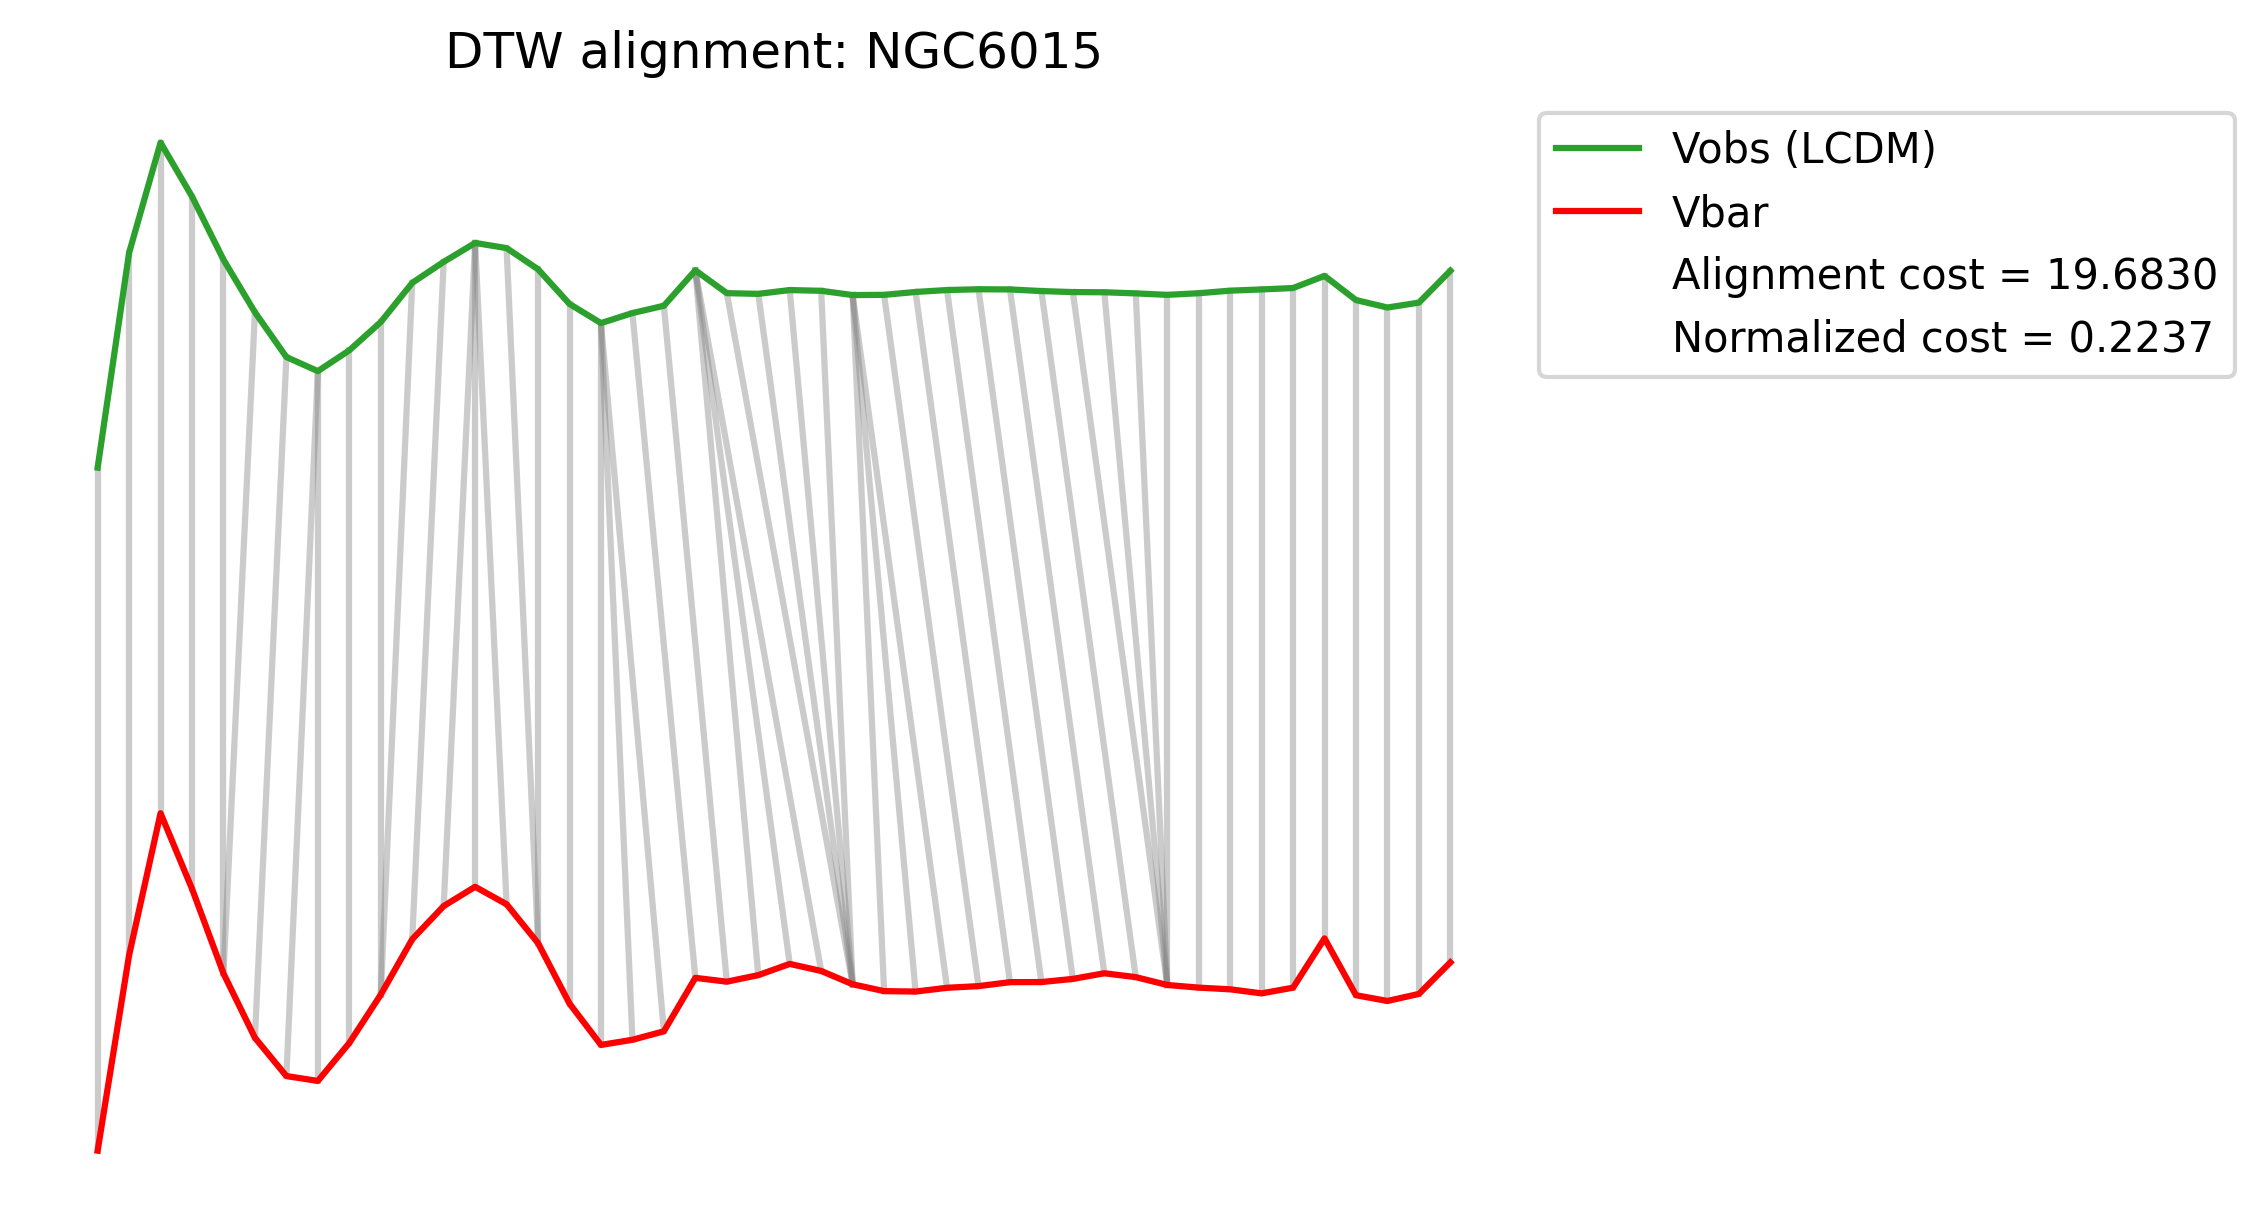 DTW alignment: NGC6015
Vobs (LCDM)
Vbar
Alignment cost = 19.6830
Normalized cost = 0.2237